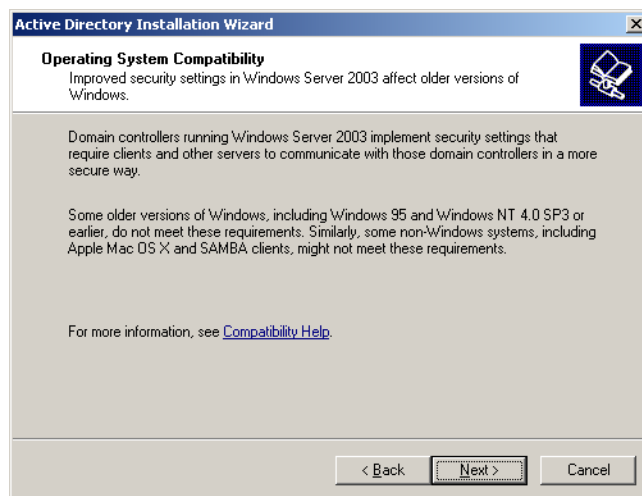 Active Directory Installation Wizard
Operating System Compatibility
Improved security settings in Windows Server 2003 affect older versions of
Windows.
Domain controllers running Windows Server 2003 implement security settings that
require clients and other servers to communicate with those domain controllers in a more
secure way.
Some older versions of Windows, including Windows 95 and Windows NT 4.0 SP3 or
earlier, do not meet these requirements. Similarly, some non-Windows systems, including
Apple Mac OS X and SAMBA clients, might not meet these requirements.
For more information, see Compatibility Help.
< Back Next > Cancel